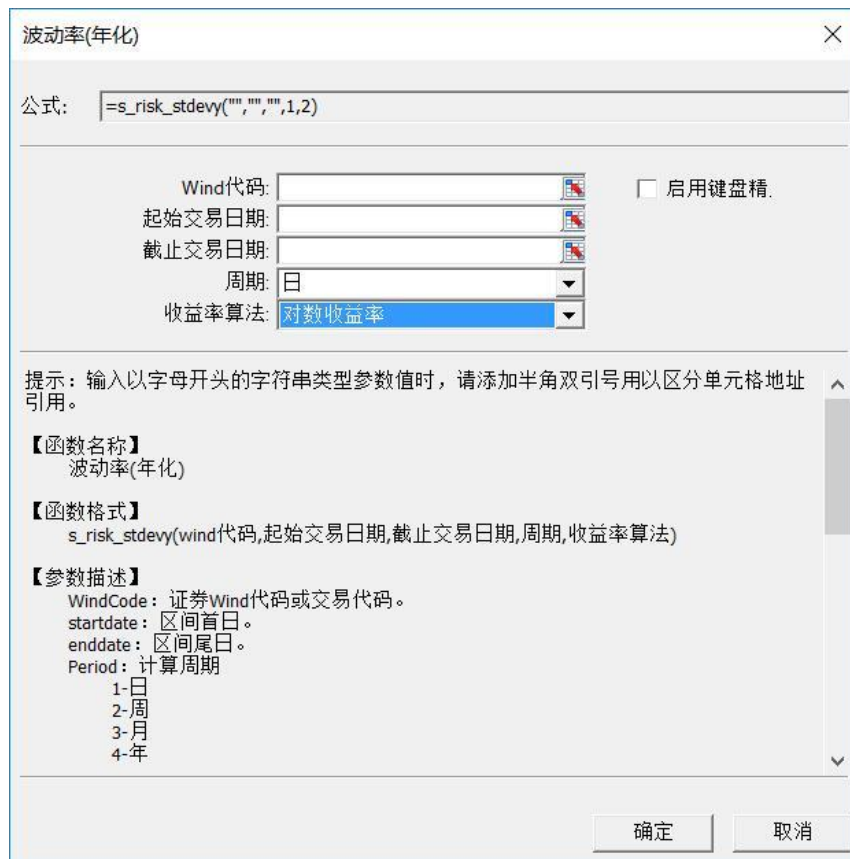 波动率(年化)
公式: =s_risk_stdevy("","","",1,2)
Wind代码: 启用键盘精.
起始交易日期:
截止交易日期:
周期: 日
收益率算法: 对数收益率
提示：输入以字母开头的字符串类型参数值时，请添加半角双引号用以区分单元格地址
引用。
【函数名称】
波动率(年化)
【函数格式】
s_risk_stdevy(wind代码,起始交易日期,截止交易日期,周期,收益率算法)
【参数描述】
WindCode：证券Wind代码或交易代码。
startdate：区间首日。
enddate：区间尾日。
Period：计算周期
1-日
2-周
3-月
4-年
确定 取消